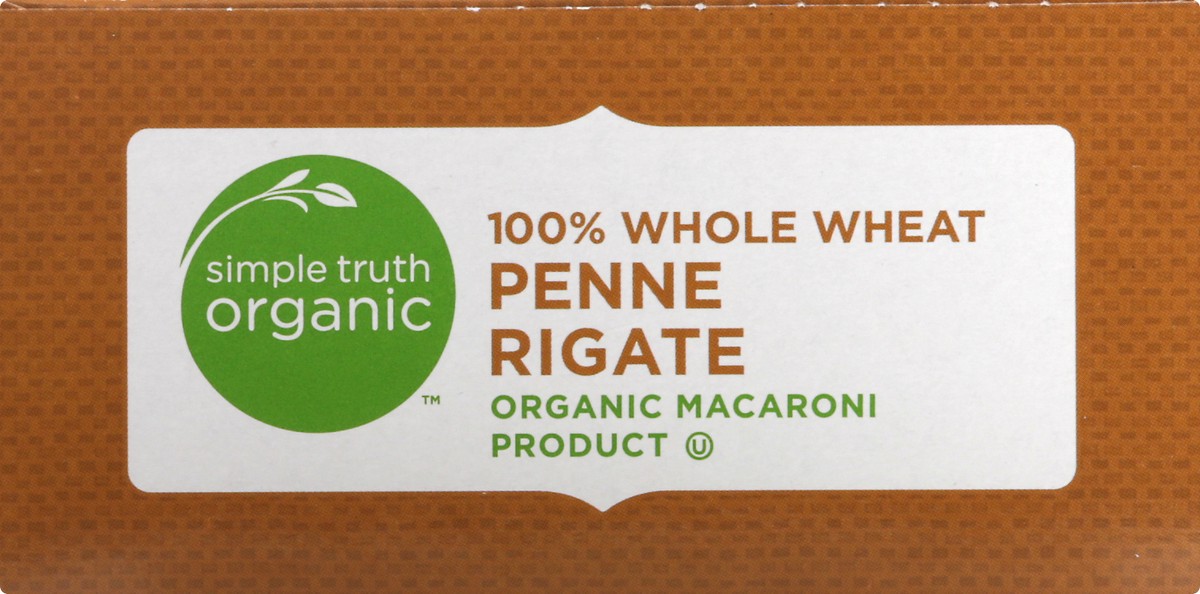 simple truth
organic
TM
100% WHOLE WHEAT
PENNE
RIGATE
ORGANIC MACARONI
PRODUCT Ⓤ